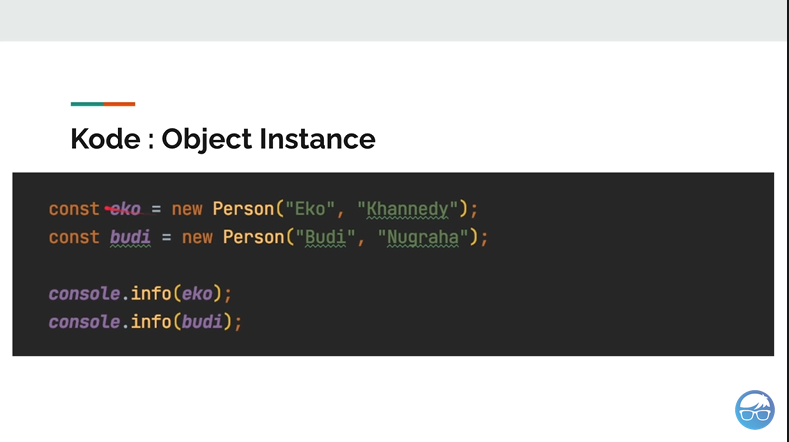 Kode : Object Instance
const eko = new Person("Eko", "Khannedy");
const budi = new Person("Budi", "Nugraha");
console.info(eko);
console.info(budi);